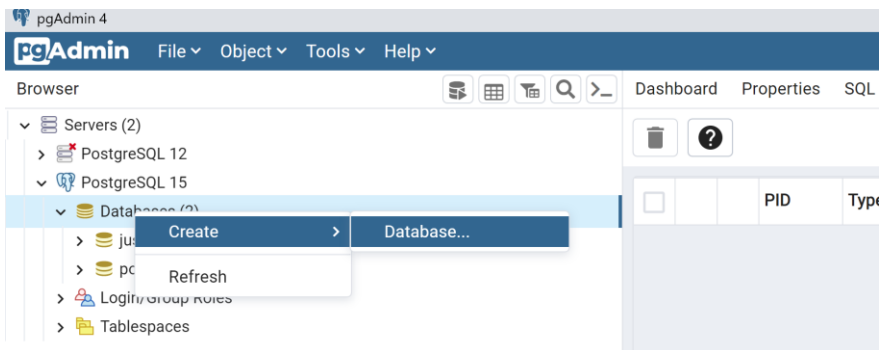 pgAdmin 4
pgAdmin File Object Tools Help
Browser Dashboard Properties SQL
Servers (2)
PostgreSQL 12
PostgreSQL 15
Databases (2)
Create Database...
Refresh
Login/Group Roles
Tablespaces
PID Type